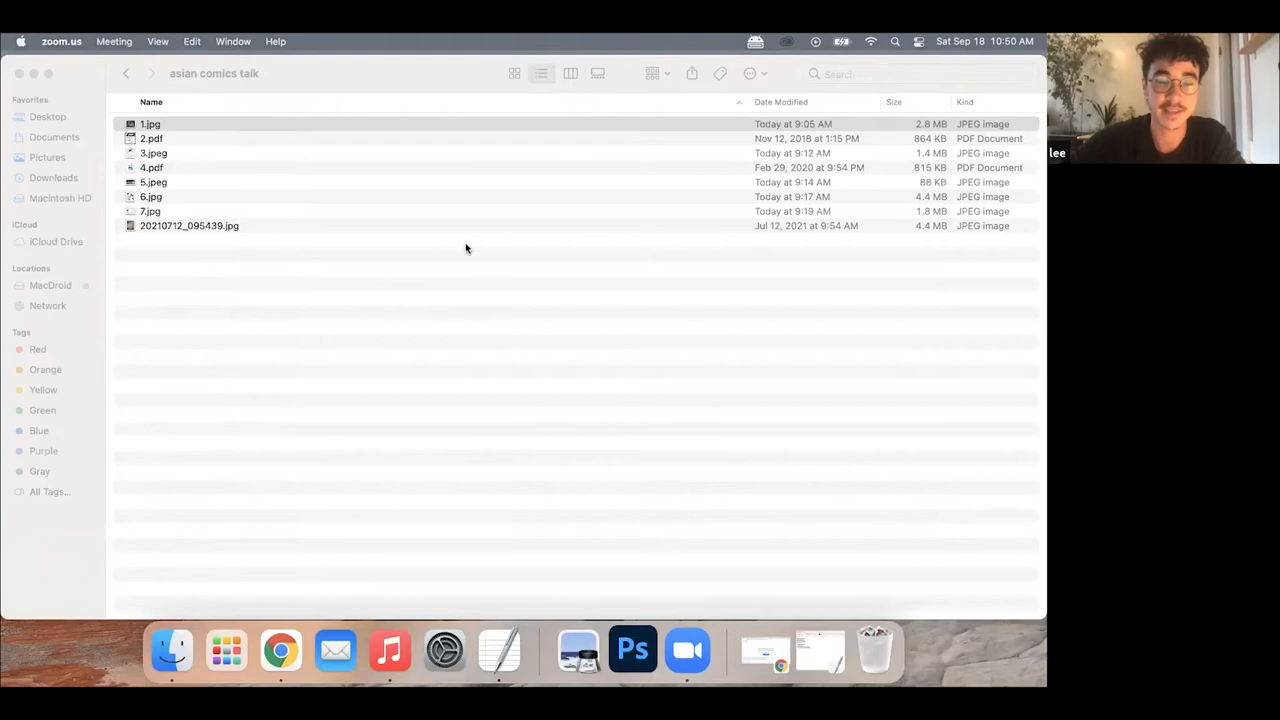 zoom.us Meeting View Edit Window Help Sat Sep 18 10:50 AM
asian comics talk Search
Favorites
Desktop
Documents
Pictures
Downloads
Macintosh HD
iCloud
iCloud Drive
Locations
MacDroid
Network
Tags
Red
Orange
Yellow
Green
Blue
Purple
Gray
All Tags...
Name Date Modified Size Kind
1.jpg Today at 9:05 AM 2.8 MB JPEG image
2.pdf Nov 12, 2018 at 1:15 PM 864 KB PDF Document
3.jpeg Today at 9:12 AM 1.4 MB JPEG image
4.pdf Feb 29, 2020 at 9:54 PM 815 KB PDF Document
5.jpeg Today at 9:14 AM 88 KB JPEG image
6.jpg Today at 9:17 AM 4.4 MB JPEG image
7.jpg Today at 9:19 AM 1.8 MB JPEG image
20210712_095439.jpg Jul 12, 2021 at 9:54 AM 4.4 MB JPEG image
lee
Ps